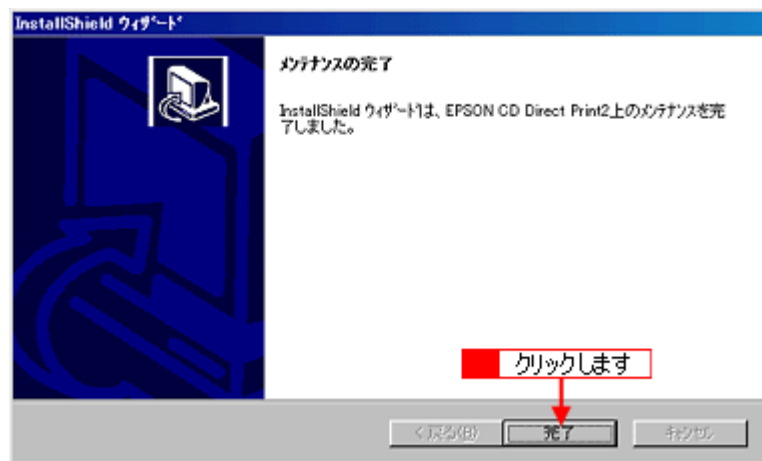 InstallShield ウィザード
メンテナンスの完了
InstallShield ウィザードは、EPSON CD Direct Print2上のメンテナンスを完
了しました。
クリックします
< 戻る(B)
完了
キャンセル